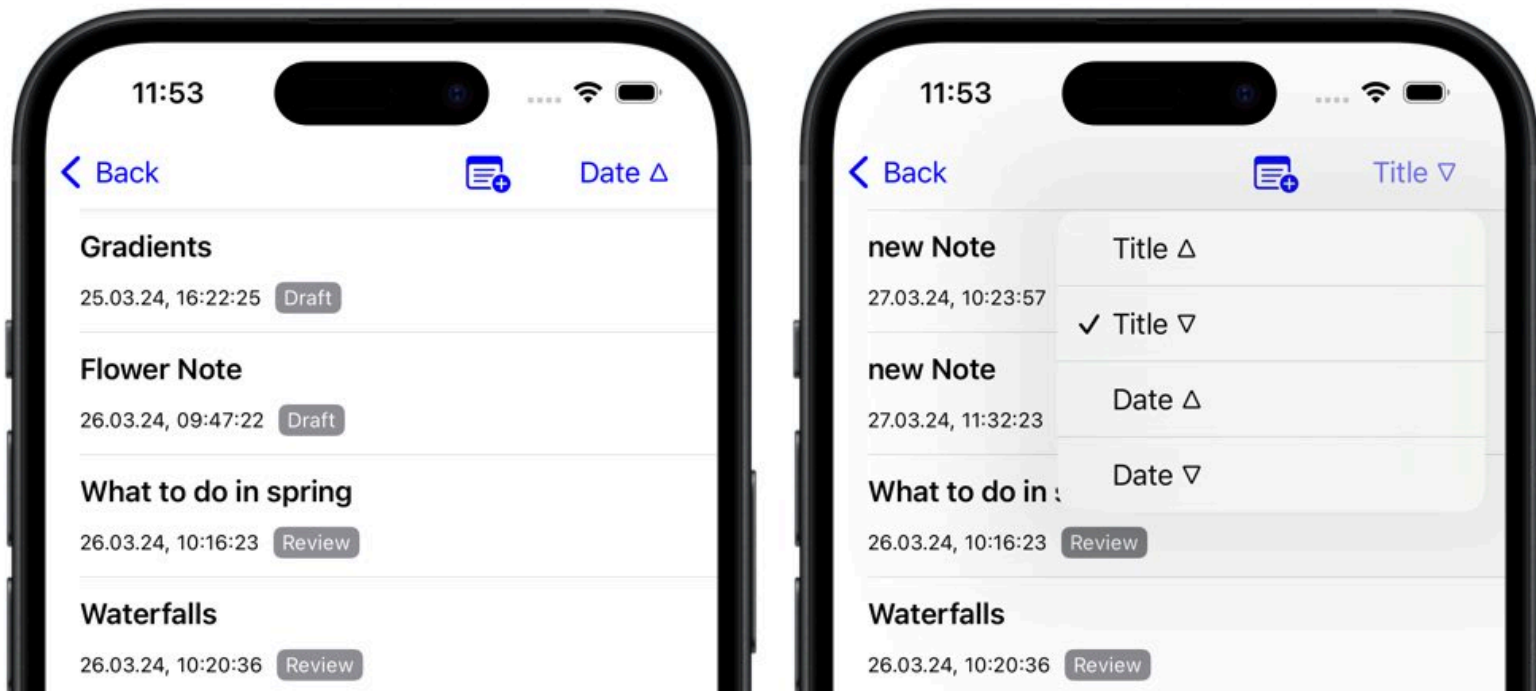 11:53
Back
Date △
Gradients
25.03.24, 16:22:25 Draft
Flower Note
26.03.24, 09:47:22 Draft
What to do in spring
26.03.24, 10:16:23 Review
Waterfalls
26.03.24, 10:20:36 Review
11:53
Back
Title ▽
new Note
27.03.24, 10:23:57
new Note
27.03.24, 11:32:23
What to do in
26.03.24, 10:16:23 Review
Waterfalls
26.03.24, 10:20:36 Review
Title △
✓ Title ▽
Date △
Date ▽